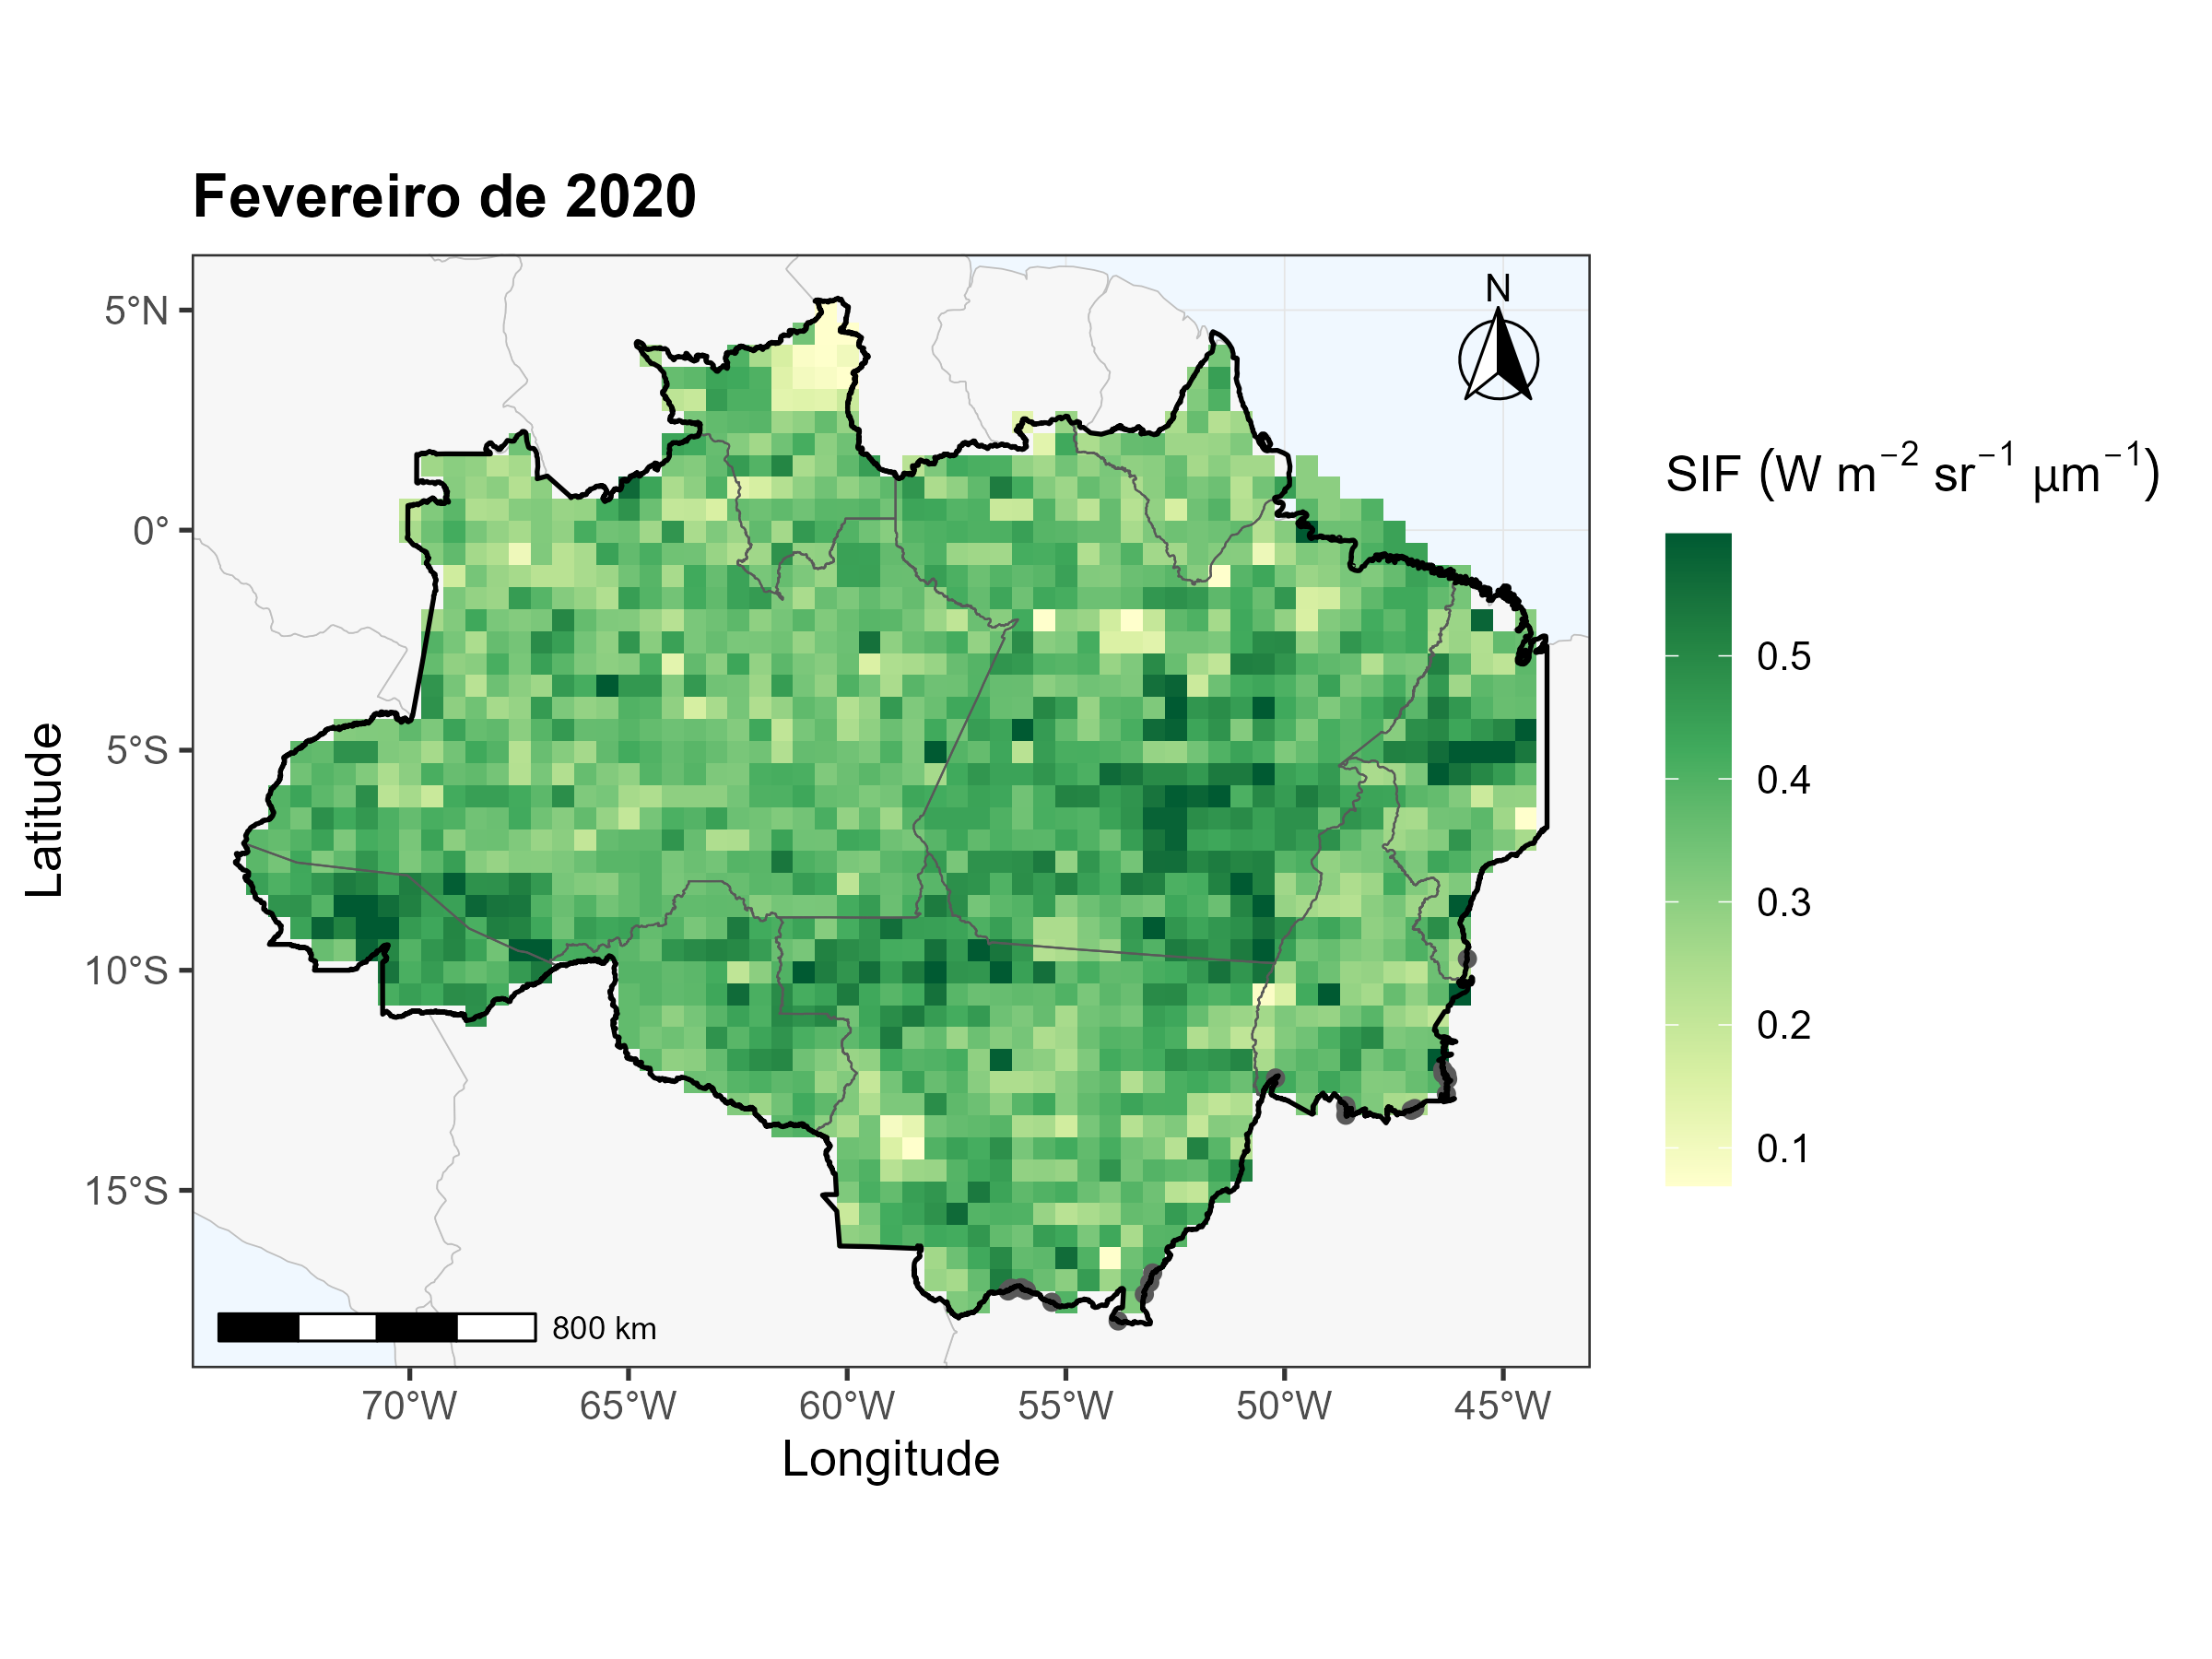 Fevereiro de 2020
N
SIF (W m⁻² sr⁻¹ µm⁻¹)
0.5
0.4
0.3
0.2
0.1
5°N
0°
5°S
10°S
15°S
Latitude
800 km
70°W 65°W 60°W 55°W 50°W 45°W
Longitude